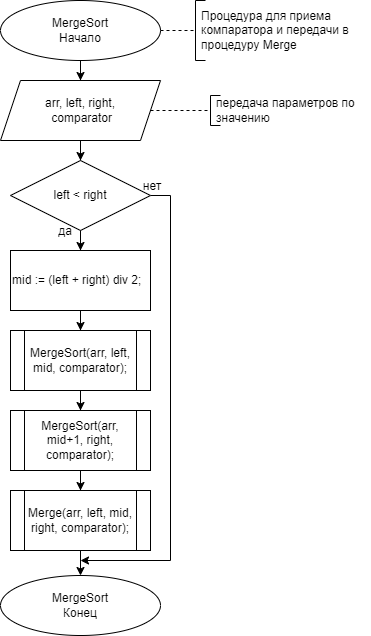 MergeSort
Начало
Процедура для приема
компаратора и передачи в
процедуру Merge
arr, left, right,
comparator
передача параметров по
значению
left < right
нет
да
mid := (left + right) div 2;
MergeSort(arr, left,
mid, comparator);
MergeSort(arr,
mid+1, right,
comparator);
Merge(arr, left, mid,
right, comparator);
MergeSort
Конец